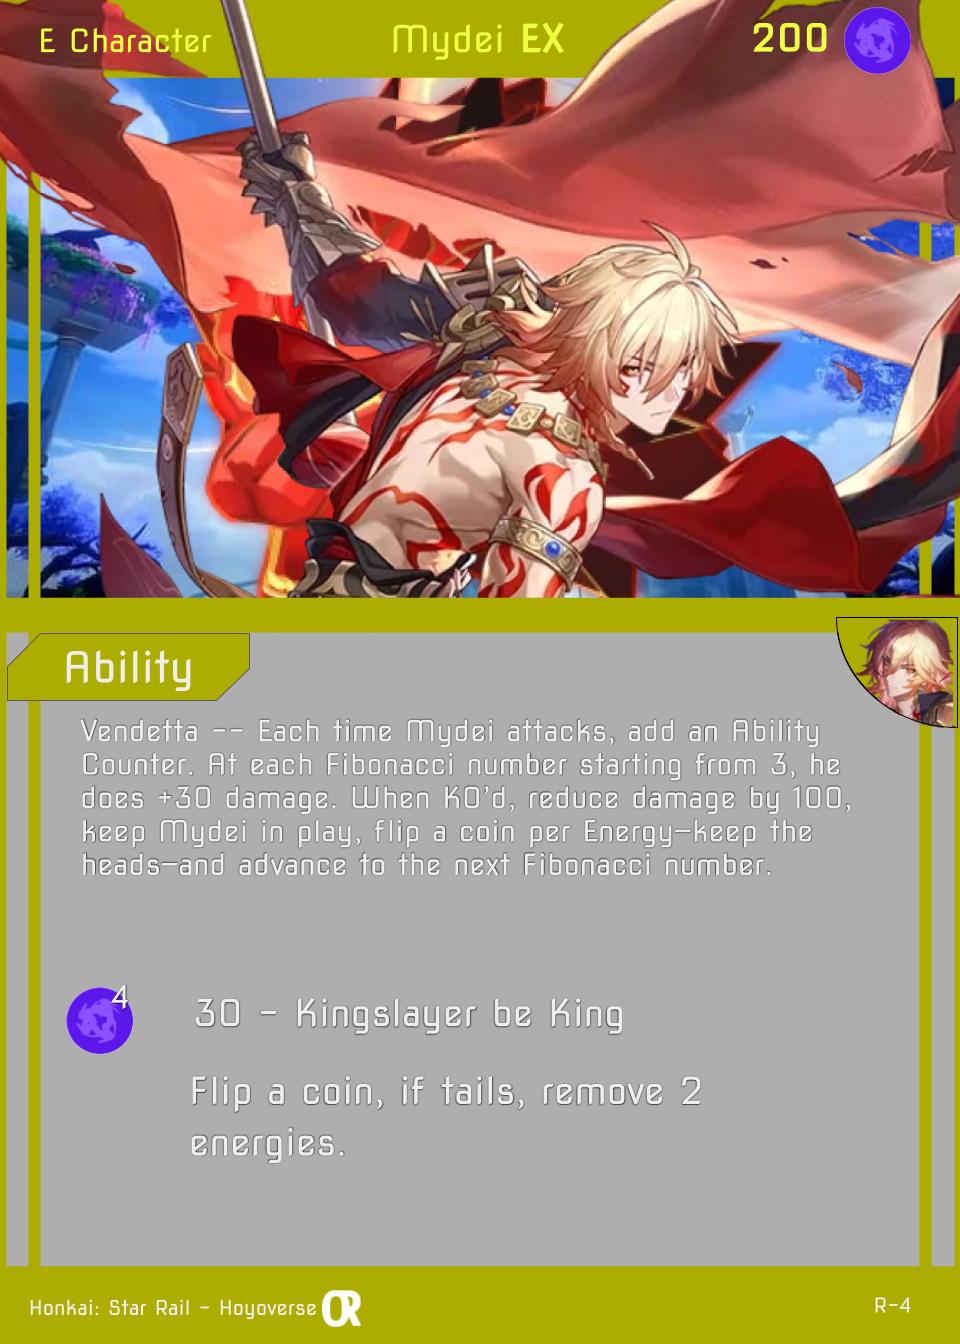 E Character
Mydei EX
200
Ability
Vendetta -- Each time Mydei attacks, add an Ability
Counter. At each Fibonacci number starting from 3, he
does +30 damage. When KO'd, reduce damage by 100,
keep Mydei in play, flip a coin per Energy—keep the
heads—and advance to the next Fibonacci number.
4
30 - Kingslayer be King
Flip a coin, if tails, remove 2
energies.
Honkai: Star Rail - Hoyoverse OR
R-4